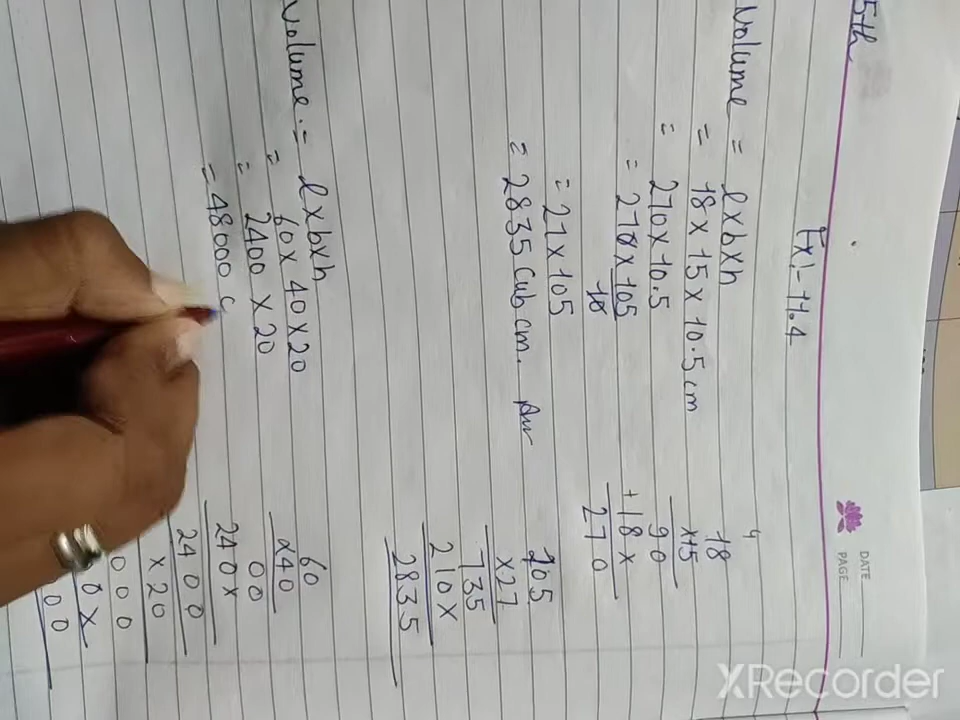 5th
DATE
PAGE
Ex:- 11.4
Volume = l x b x h
= 18 x 15 x 10.5 cm
= 270 x 10.5
= 270 x 105
10
= 27 x 105
= 2835 cub cm. Ans
18
x15
90
+18x
270
105
x27
735
210x
2835
Volume = l x b x h
= 60 x 40 x 20
= 2400 x 20
= 48000 c
60
240
00
240x
2400
x20
000
0x
00
XRecorder